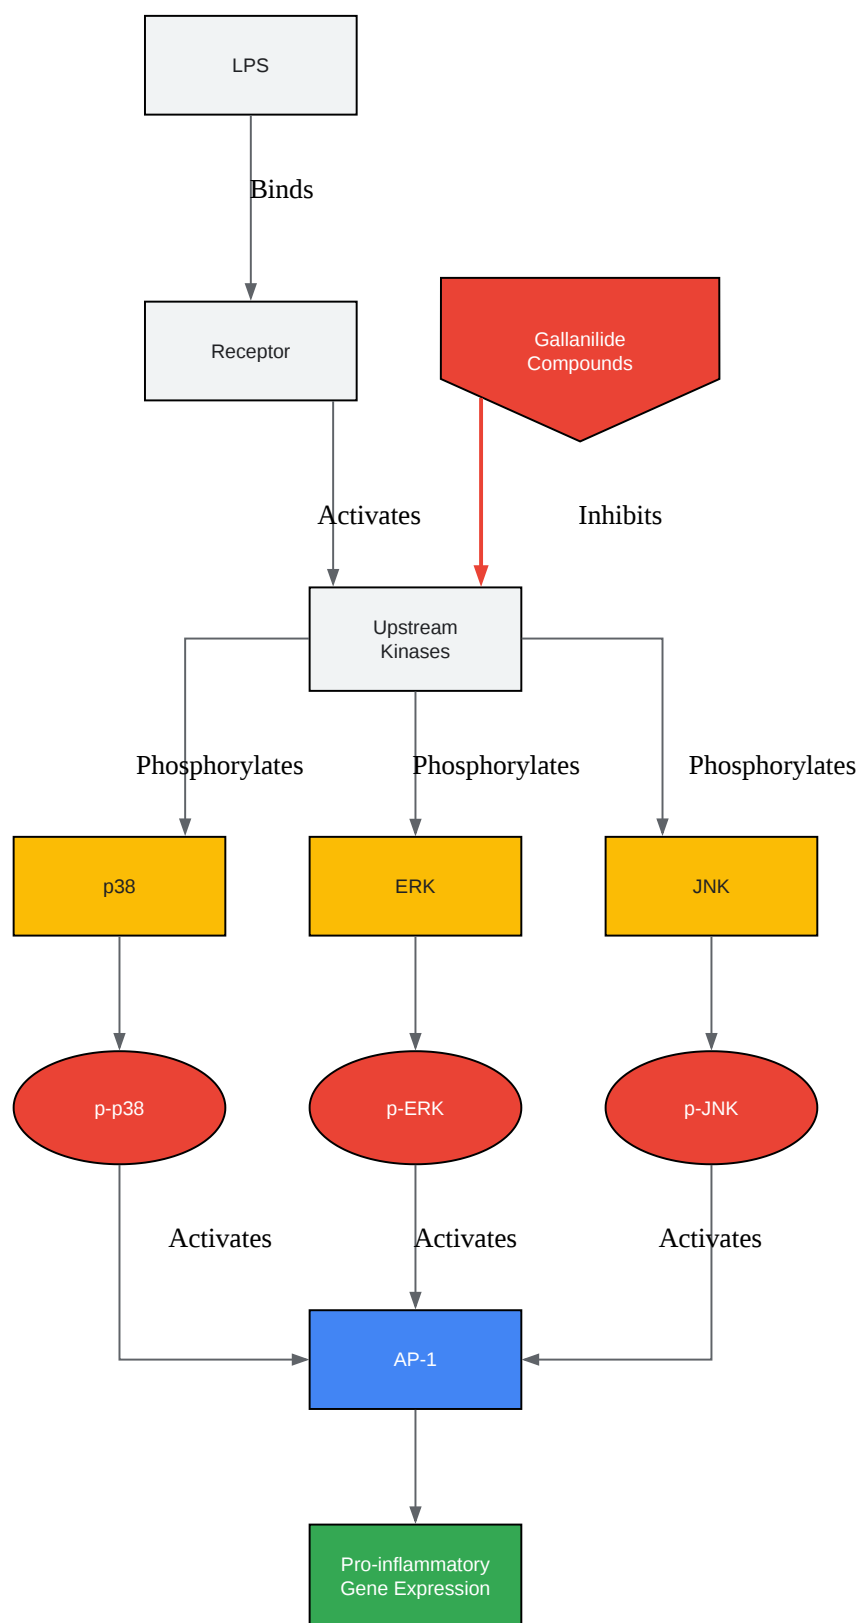 LPS
Binds
Receptor
Gallanilide
Compounds
Activates
Inhibits
Upstream
Kinases
Phosphorylates
Phosphorylates
Phosphorylates
p38
ERK
JNK
p-p38
p-ERK
p-JNK
Activates
Activates
Activates
AP-1
Pro-inflammatory
Gene Expression